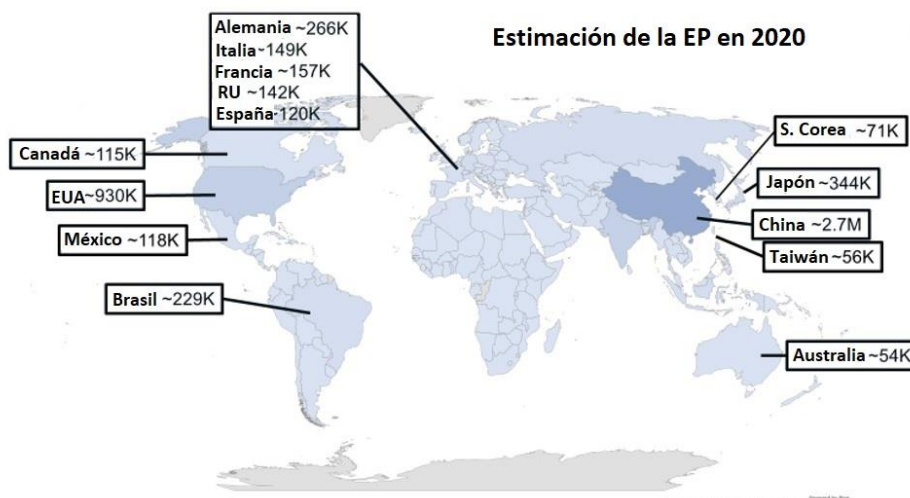 Estimación de la EP en 2020
Alemania ~266K
Italia ~149K
Francia ~157K
RU ~142K
España ~120K
Canadá ~115K
EUA ~930K
México ~118K
Brasil ~229K
S. Corea ~71K
Japón ~344K
China ~2.7M
Taiwán ~56K
Australia ~54K